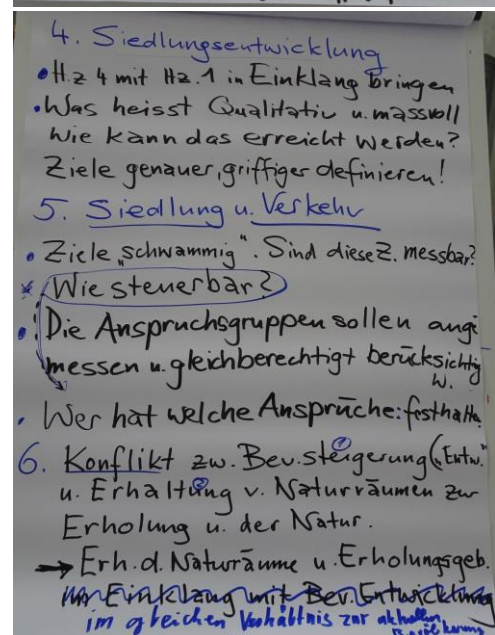 4. Siedlungsentwicklung
• H.z 4 mit Hz. 1 in Einklang bringen
• Was heisst Qualitativ u. massvoll
Wie kann das erreicht werden?
Ziele genauer, griffiger definieren!
5. Siedlung u. Verkehr
• Ziele „schwammig". Sind diese Z. messbar?
* Wie steuerbar?
• Die Anspruchsgruppen sollen ange
messen u. gleichberechtigt berücksichtig
w.
• Wer hat welche Ansprüche: festhalte
6. Konflikt zw. Bev.steigerung ① („Entw."
u. Erhaltung ② v. Naturräumen zur
Erholung u. der Natur.
→ Erh. d. Naturräume u. Erholungsgeb.
im Einklang mit Bev. Entwicklung
im gleichen Verhältnis zur aktuellen